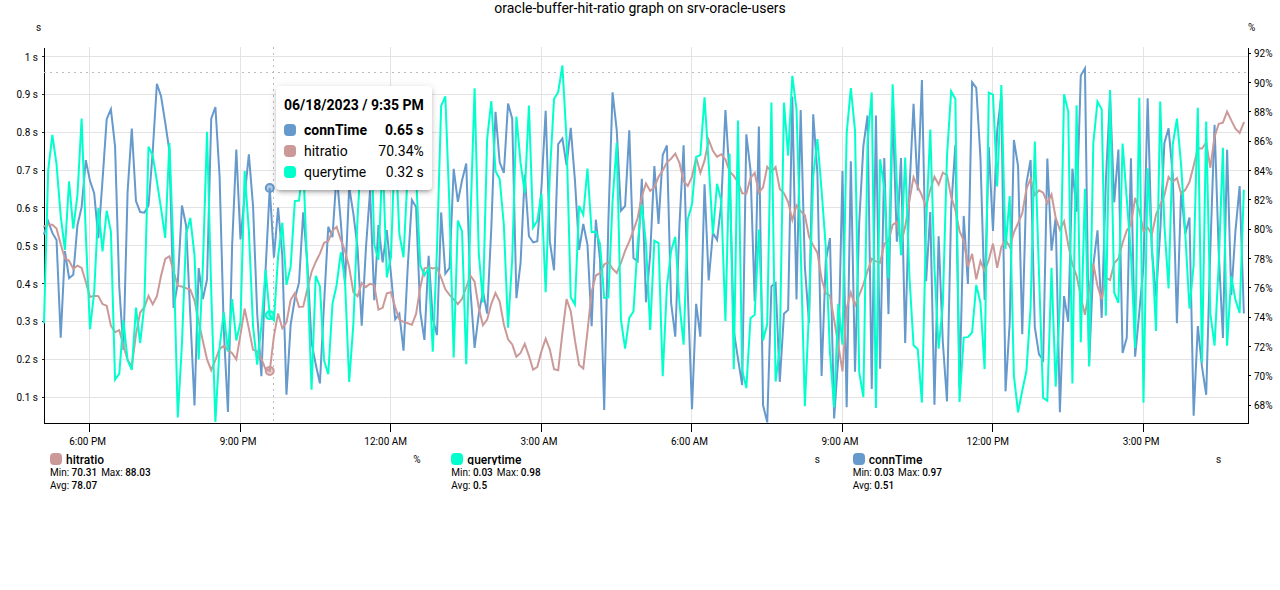 oracle-buffer-hit-ratio graph on srv-oracle-users
s %
1 s 92%
0.9 s 90%
0.8 s 88%
0.7 s 86%
0.6 s 84%
0.5 s 82%
0.4 s 80%
0.3 s 78%
0.2 s 76%
0.1 s 74%
72%
70%
68%
06/18/2023 / 9:35 PM
connTime 0.65 s
hitratio 70.34%
querytime 0.32 s
6:00 PM 9:00 PM 12:00 AM 3:00 AM 6:00 AM 9:00 AM 12:00 PM 3:00 PM
hitratio % querytime s connTime s
Min: 70.31 Max: 88.03 Min: 0.03 Max: 0.98 Min: 0.03 Max: 0.97
Avg: 78.07 Avg: 0.5 Avg: 0.51